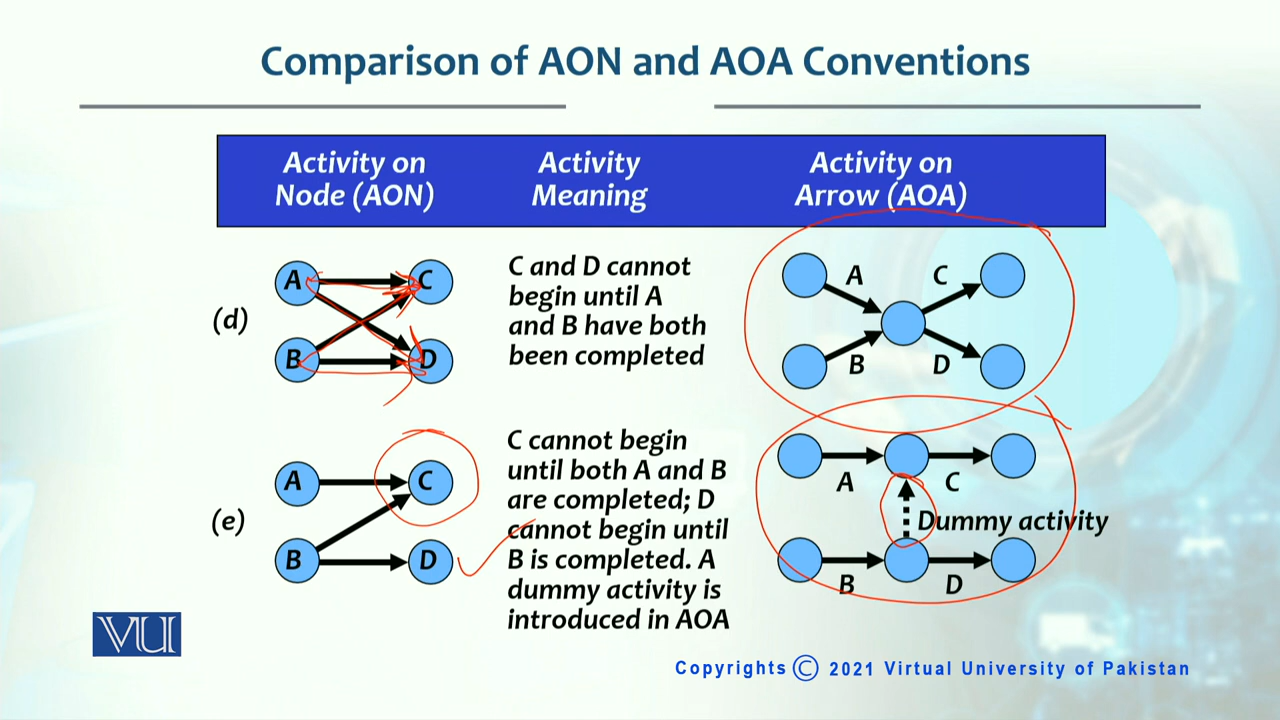 Comparison of AON and AOA Conventions
Activity on
Node (AON)
Activity
Meaning
Activity on
Arrow (AOA)
(d)
A
C
B
D
C and D cannot
begin until A
and B have both
been completed
A
C
B
D
(e)
A
C
B
D
C cannot begin
until both A and B
are completed; D
cannot begin until
B is completed. A
dummy activity is
introduced in AOA
A
C
Dummy activity
B
D
VU
Copyrights © 2021 Virtual University of Pakistan